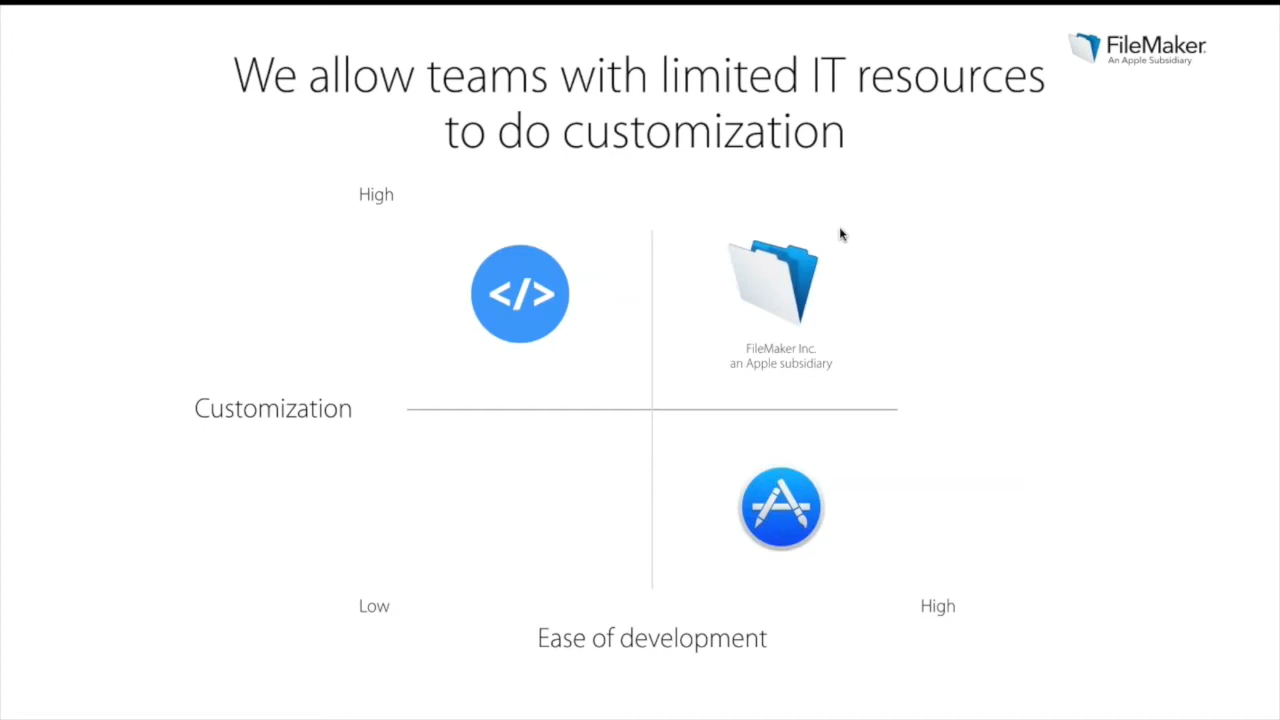 FileMaker
An Apple Subsidiary
We allow teams with limited IT resources
to do customization
High
</>
FileMaker Inc.
an Apple subsidiary
Customization
Low
High
Ease of development